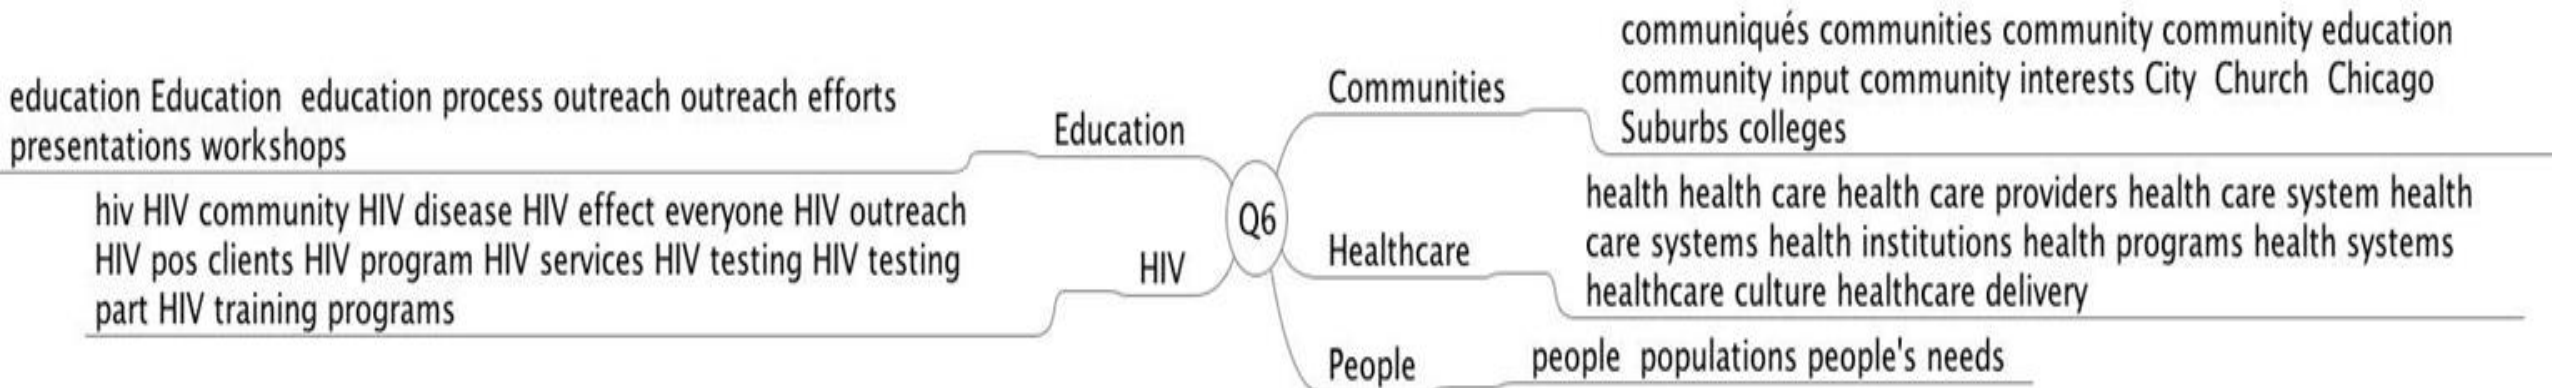 education Education education process outreach outreach efforts
presentations workshops
Education
hiv HIV community HIV disease HIV effect everyone HIV outreach
HIV pos clients HIV program HIV services HIV testing HIV testing
part HIV training programs
HIV
Q6
Communities
communiqués communities community community education
community input community interests City Church Chicago
Suburbs colleges
Healthcare
health health care health care providers health care system health
care systems health institutions health programs health systems
healthcare culture healthcare delivery
People
people populations people's needs